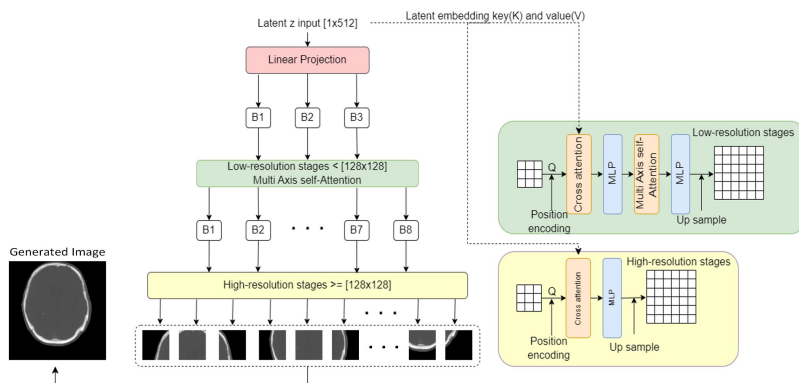 Latent z input [1x512]
Latent embedding key(K) and value(V)
Linear Projection
B1
B2
B3
Low-resolution stages < [128x128]
Multi Axis self-Attention
B1
B2
· · ·
B7
B8
High-resolution stages >= [128x128]
· · ·
· · ·
Generated Image
Low-resolution stages
Q
Position
encoding
Cross attention
MLP
Multi Axis self-
Attention
MLP
Up sample
High-resolution stages
Q
Position
encoding
Cross attention
MLP
Up sample